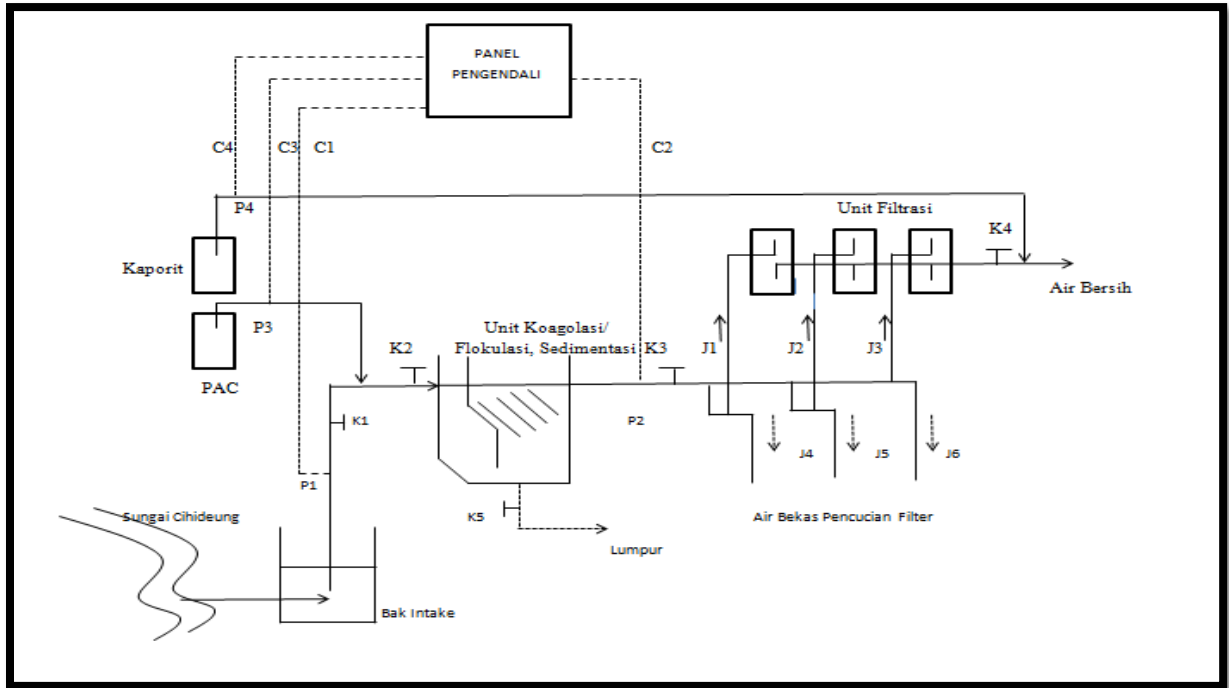 PANEL
PENGENDALI
C4
C3
C1
C2
P4
Unit Filtrasi
K4
Kaporit
Air Bersih
P3
Unit Koagolasi/
Flokulasi, Sedimentasi
K2
K3
J1
J2
J3
PAC
K1
P2
P1
J4
J5
J6
K5
Sungai Cihideung
Air Bekas Pencucian Filter
Lumpur
Bak Intake